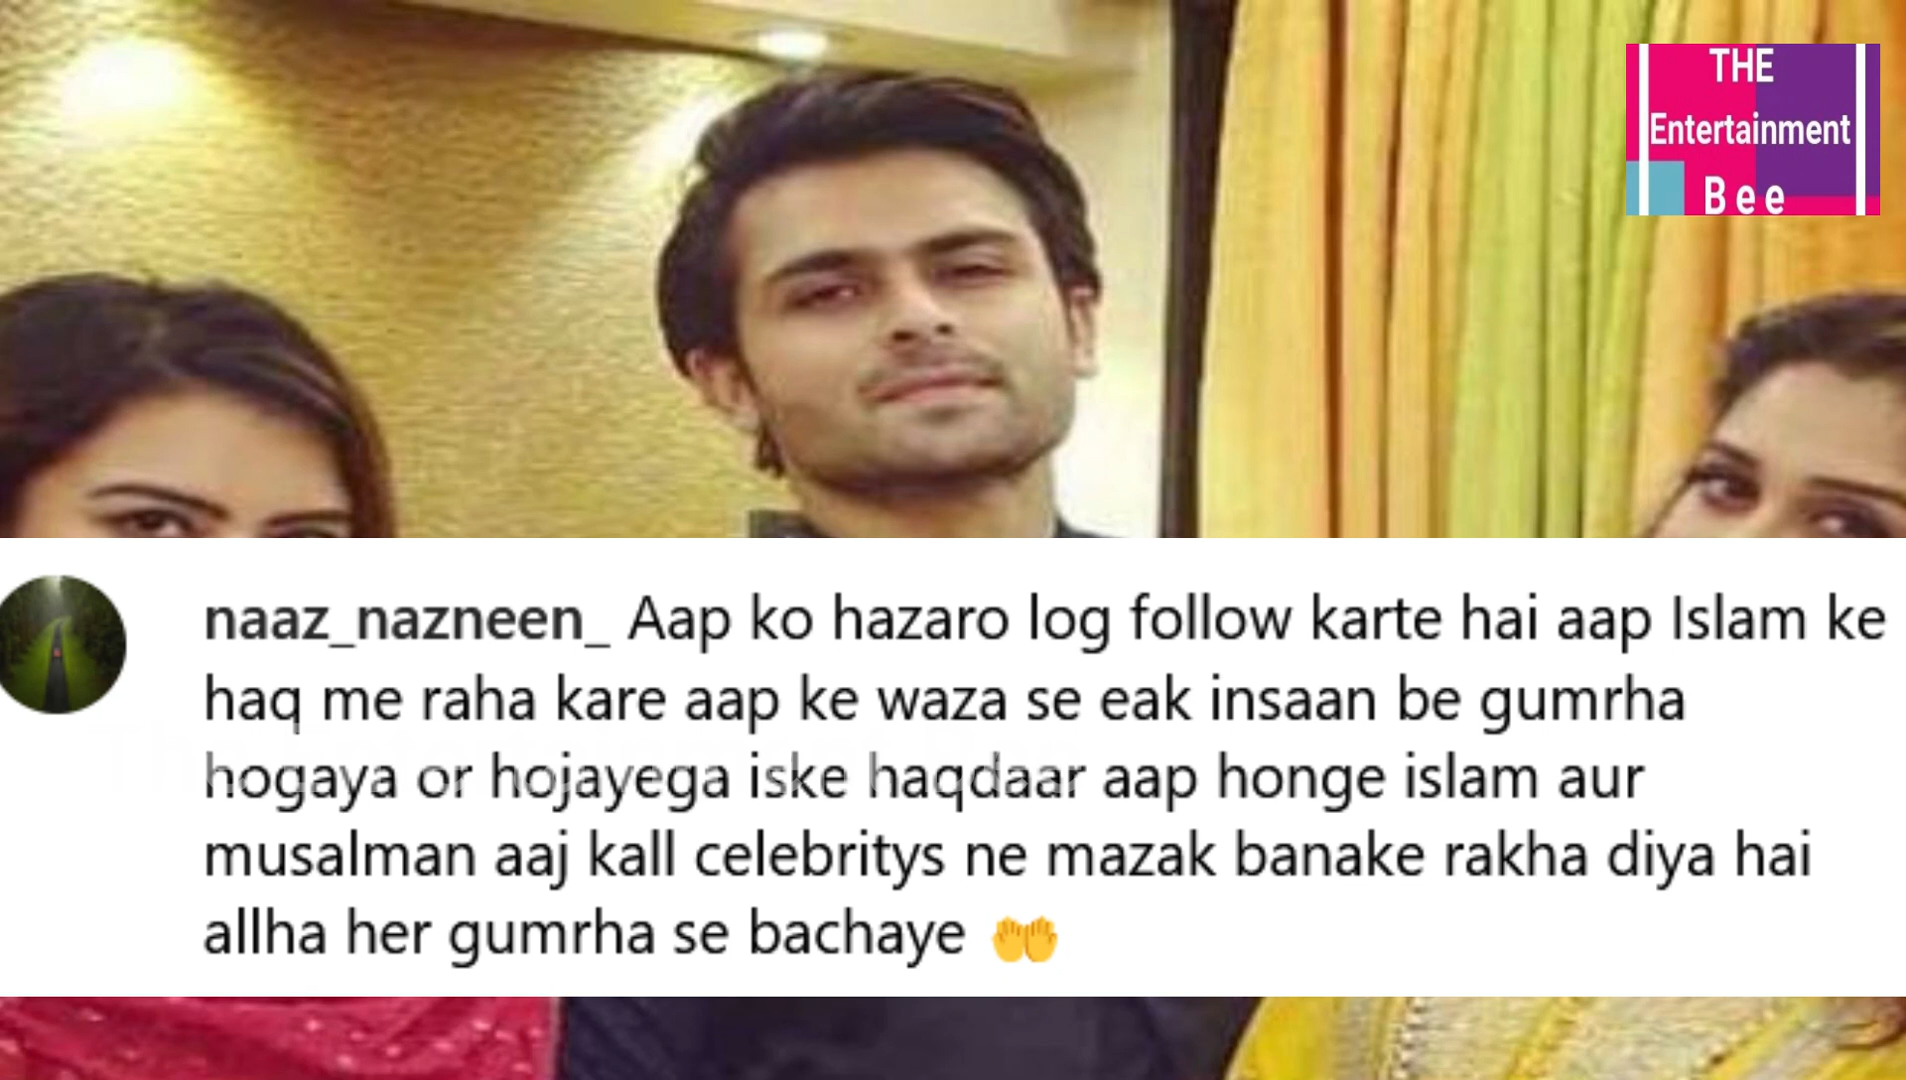 THE
Entertainment
Bee
naaz_nazneen_ Aap ko hazaro log follow karte hai aap Islam ke
haq me raha kare aap ke waza se eak insaan be gumrha
hogaya or hojayega iske haqdaar aap honge islam aur
musalman aaj kall celebritys ne mazak banake rakha diya hai
allha her gumrha se bachaye 🤲